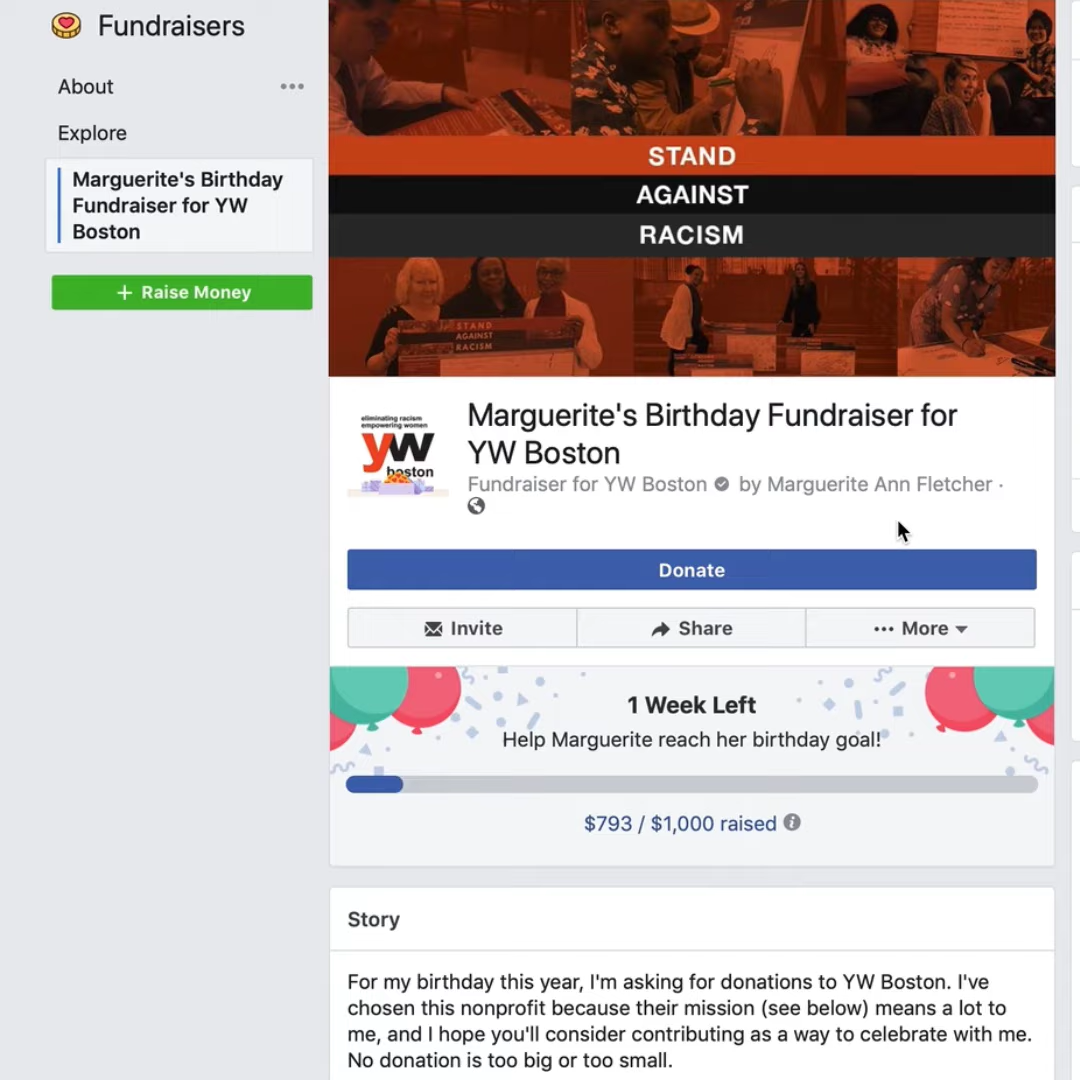 Fundraisers
About
Explore
Marguerite's Birthday
Fundraiser for YW
Boston
+ Raise Money
STAND
AGAINST
RACISM
STAND
AGAINST
RACISM
eliminating racism
empowering women
yw
boston
Marguerite's Birthday Fundraiser for
YW Boston
Fundraiser for YW Boston by Marguerite Ann Fletcher ·
Donate
Invite
Share
••• More
1 Week Left
Help Marguerite reach her birthday goal!
$793 / $1,000 raised
Story
For my birthday this year, I'm asking for donations to YW Boston. I've
chosen this nonprofit because their mission (see below) means a lot to
me, and I hope you'll consider contributing as a way to celebrate with me.
No donation is too big or too small.